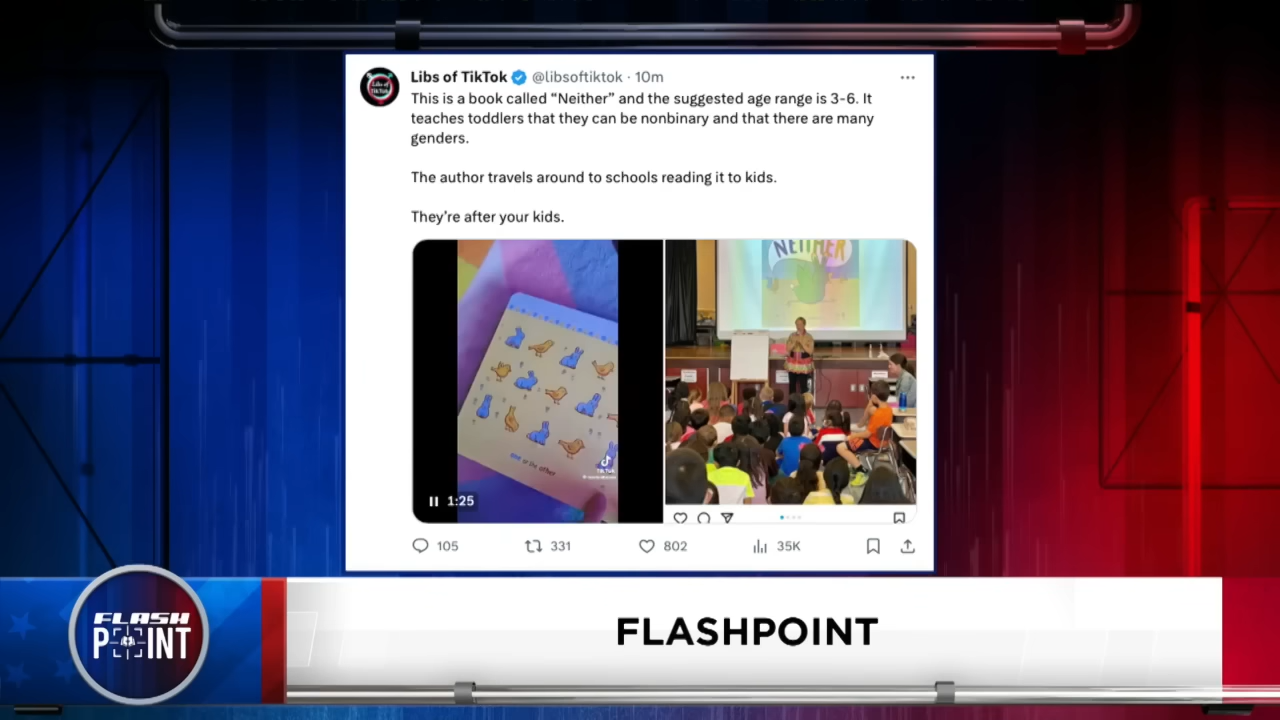 Libs of TikTok @libsoftiktok · 10m
This is a book called “Neither” and the suggested age range is 3-6. It
teaches toddlers that they can be nonbinary and that there are many
genders.
The author travels around to schools reading it to kids.
They’re after your kids.
NEITHER
TikTok
1:25
105
331
802
35K
FLASH
POINT
FLASHPOINT